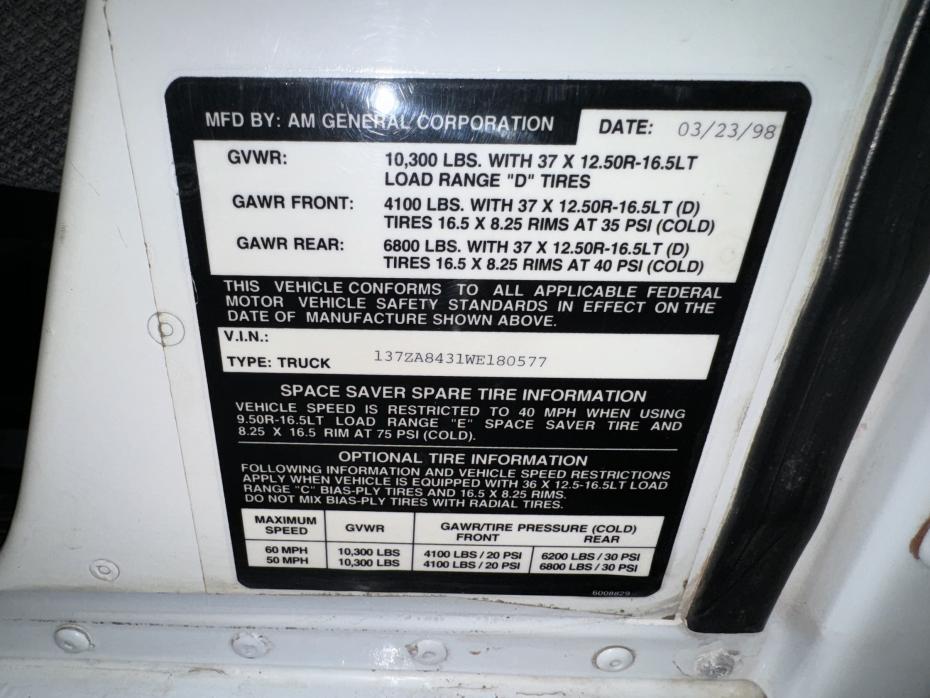 MFD BY: AM GENERAL CORPORATION DATE: 03/23/98
GVWR: 10,300 LBS. WITH 37 X 12.50R-16.5LT
LOAD RANGE "D" TIRES
GAWR FRONT: 4100 LBS. WITH 37 X 12.50R-16.5LT (D)
TIRES 16.5 X 8.25 RIMS AT 35 PSI (COLD)
GAWR REAR: 6800 LBS. WITH 37 X 12.50R-16.5LT (D)
TIRES 16.5 X 8.25 RIMS AT 40 PSI (COLD)
THIS VEHICLE CONFORMS TO ALL APPLICABLE FEDERAL
MOTOR VEHICLE SAFETY STANDARDS IN EFFECT ON THE
DATE OF MANUFACTURE SHOWN ABOVE.
V.I.N.:
TYPE: TRUCK 137ZA8431WE180577
SPACE SAVER SPARE TIRE INFORMATION
VEHICLE SPEED IS RESTRICTED TO 40 MPH WHEN USING
9.50R-16.5LT LOAD RANGE "E" SPACE SAVER TIRE AND
8.25 X 16.5 RIM AT 75 PSI (COLD).
OPTIONAL TIRE INFORMATION
FOLLOWING INFORMATION AND VEHICLE SPEED RESTRICTIONS
APPLY WHEN VEHICLE IS EQUIPPED WITH 36 X 12.5-16.5LT LOAD
RANGE "C" BIAS-PLY TIRES AND 16.5 X 8.25 RIMS.
DO NOT MIX BIAS-PLY TIRES WITH RADIAL TIRES.
MAXIMUM SPEED GVWR GAWR/TIRE PRESSURE (COLD)
FRONT REAR
60 MPH 10,300 LBS 4100 LBS / 20 PSI 6200 LBS / 30 PSI
50 MPH 10,300 LBS 4100 LBS / 20 PSI 6800 LBS / 30 PSI
6008829